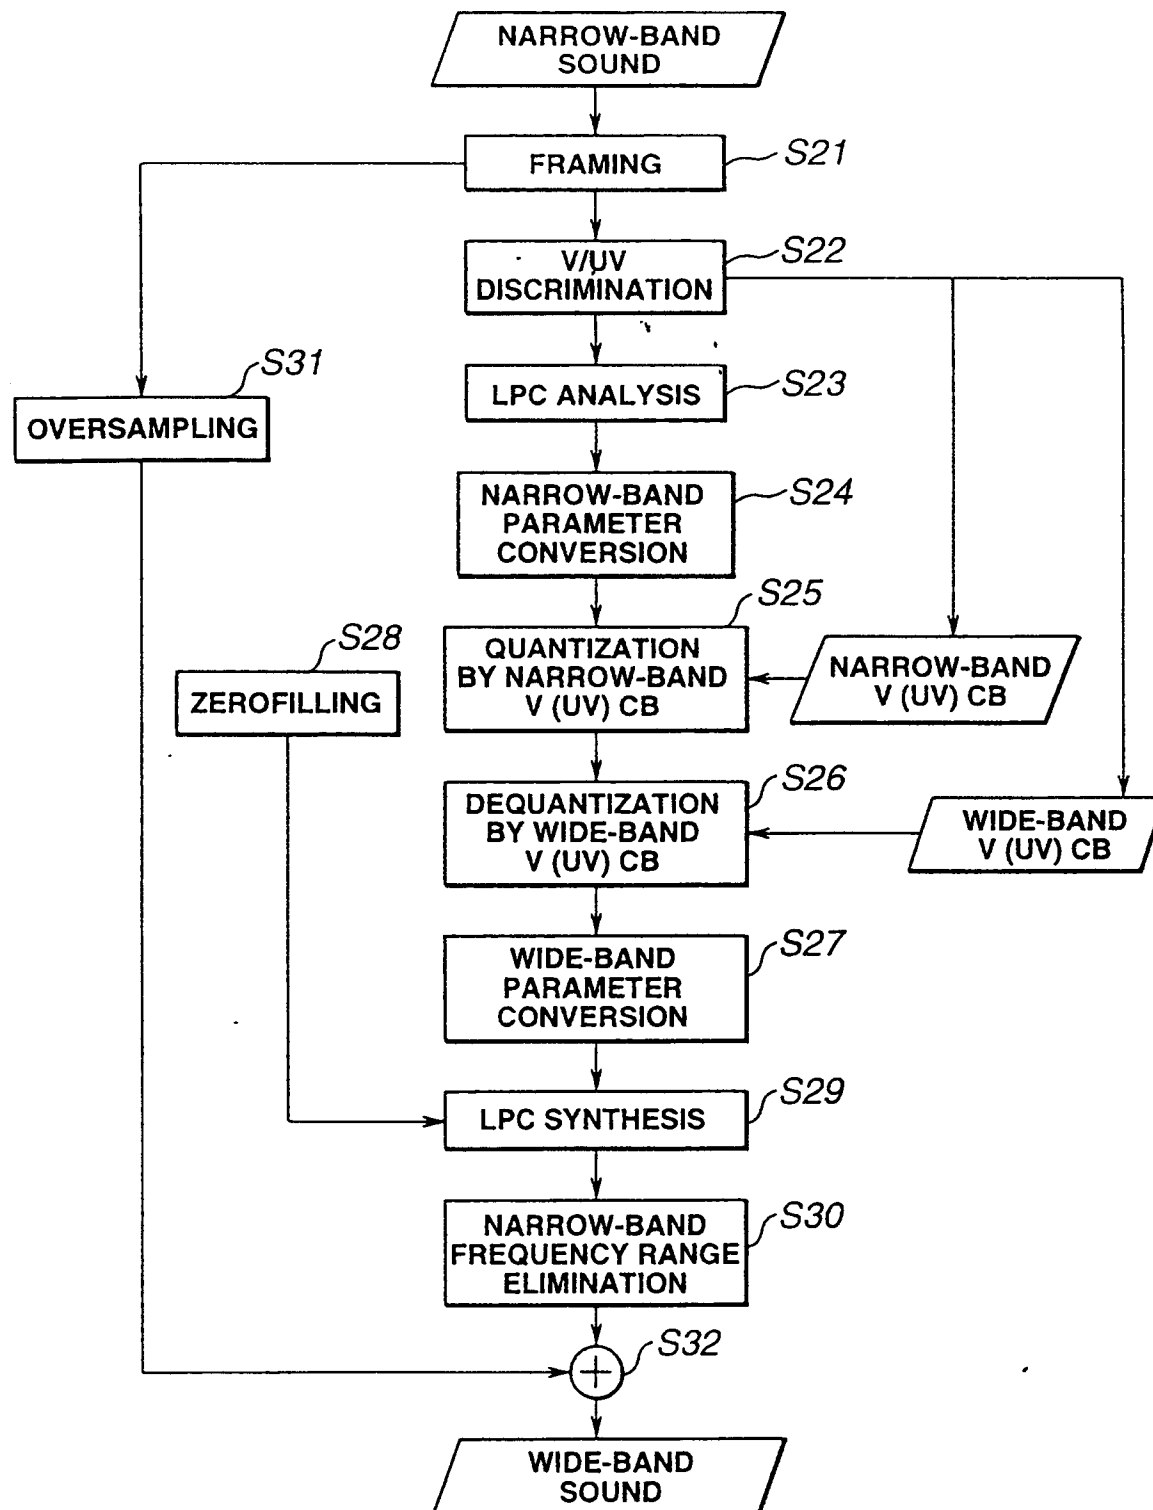 NARROW-BAND
SOUND
FRAMING
S21
V/UV
DISCRIMINATION
S22
S31
OVERSAMPLING
LPC ANALYSIS
S23
NARROW-BAND
PARAMETER
CONVERSION
S24
S28
ZEROFILLING
QUANTIZATION
BY NARROW-BAND
V (UV) CB
S25
NARROW-BAND
V (UV) CB
DEQUANTIZATION
BY WIDE-BAND
V (UV) CB
S26
WIDE-BAND
V (UV) CB
WIDE-BAND
PARAMETER
CONVERSION
S27
LPC SYNTHESIS
S29
NARROW-BAND
FREQUENCY RANGE
ELIMINATION
S30
+
S32
WIDE-BAND
SOUND